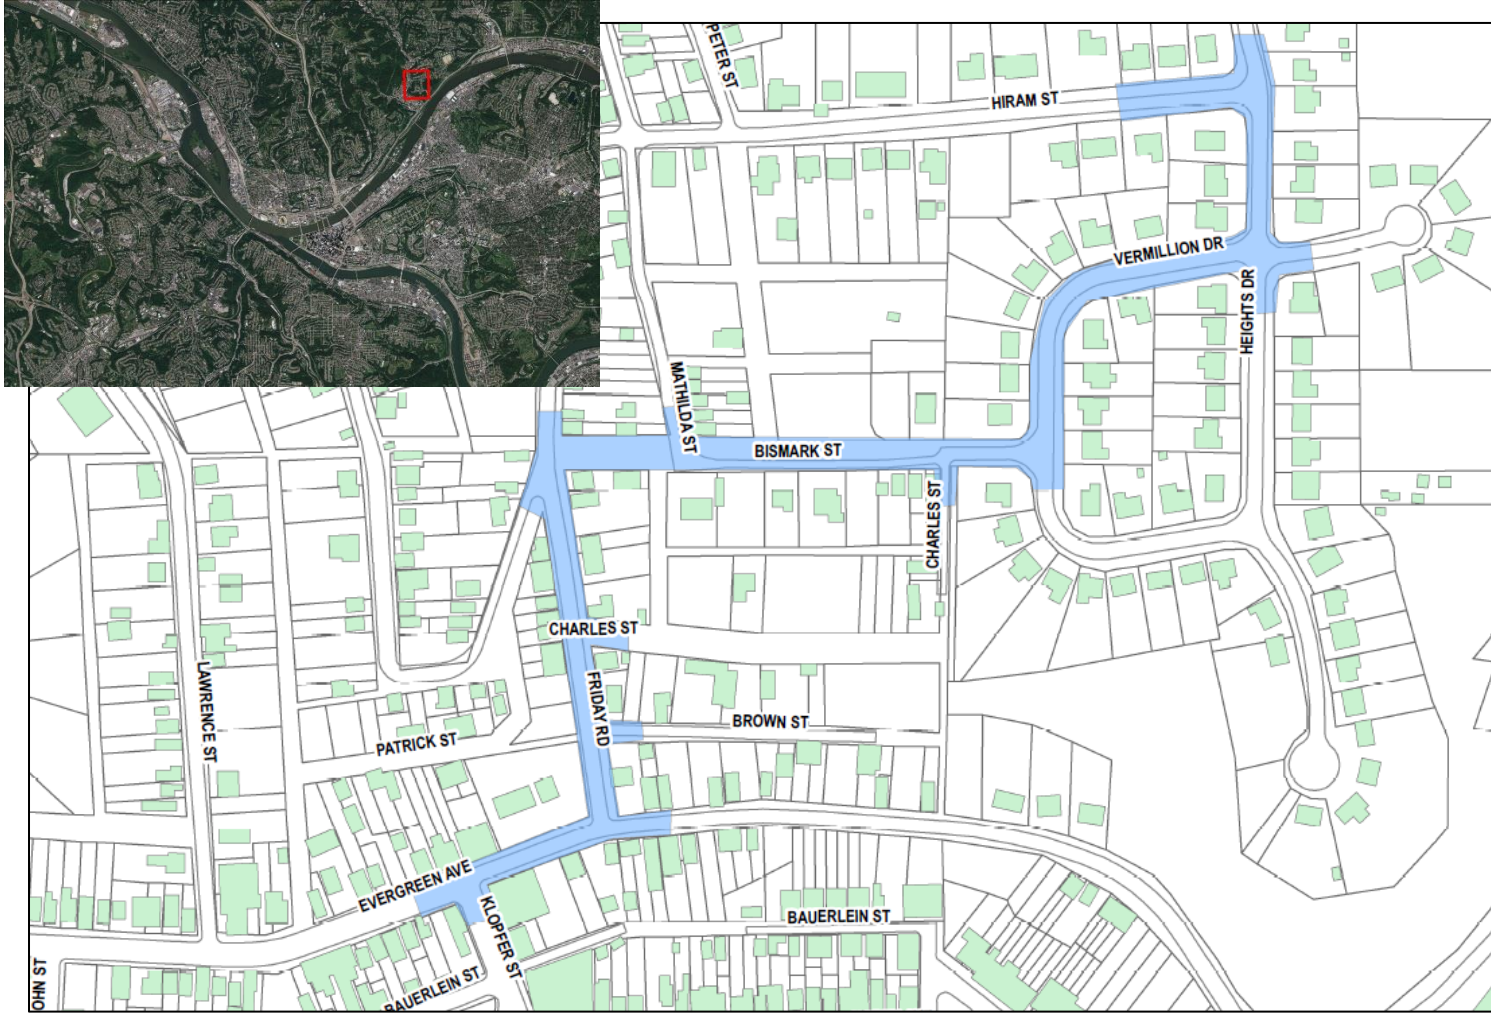 PETER ST
HIRAM ST
VERMILLION DR
HEIGHTS DR
MATHILDA ST
BISMARK ST
CHARLES ST
CHARLES ST
LAWRENCE ST
FRIDAY RD
BROWN ST
PATRICK ST
EVERGREEN AVE
KLOPFER ST
BAUERLEIN ST
BAUERLEIN ST
OHN ST